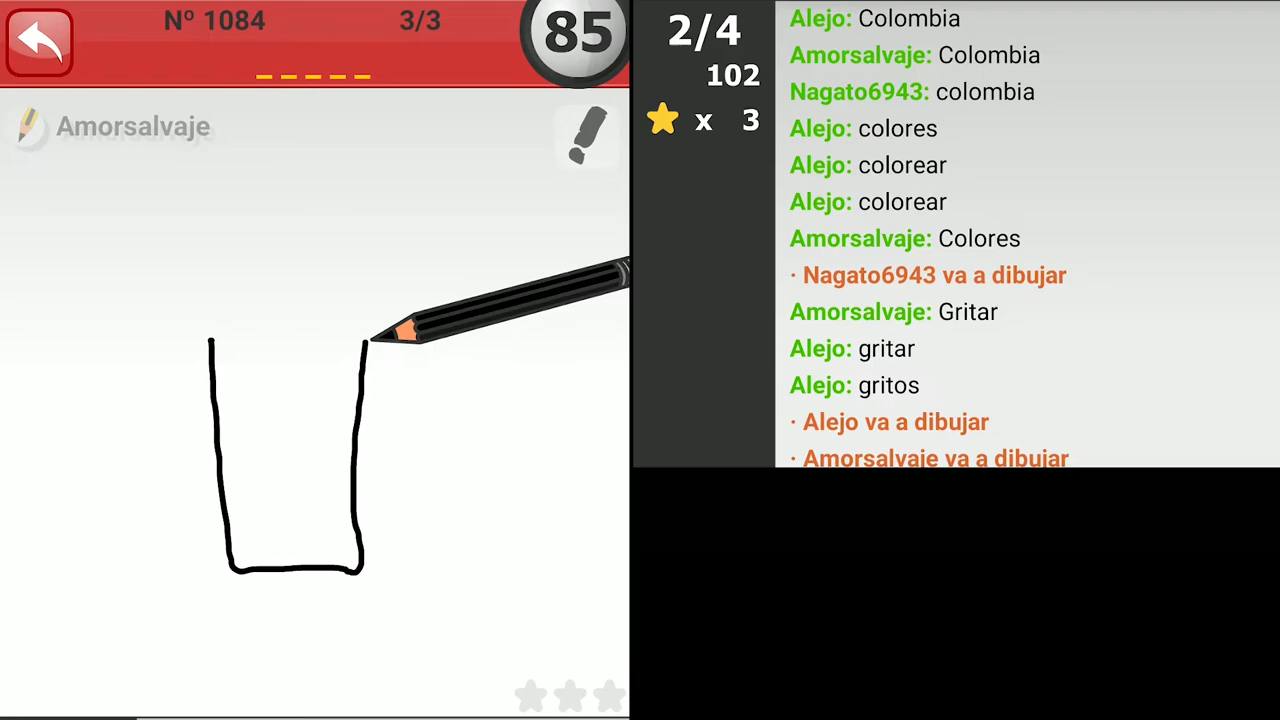 Nº 1084
3/3
85
Amorsalvaje
2/4
102
x 3
Alejo: Colombia
Amorsalvaje: Colombia
Nagato6943: colombia
Alejo: colores
Alejo: colorear
Alejo: colorear
Amorsalvaje: Colores
· Nagato6943 va a dibujar
Amorsalvaje: Gritar
Alejo: gritar
Alejo: gritos
· Alejo va a dibujar
· Amorsalvaje va a dibujar